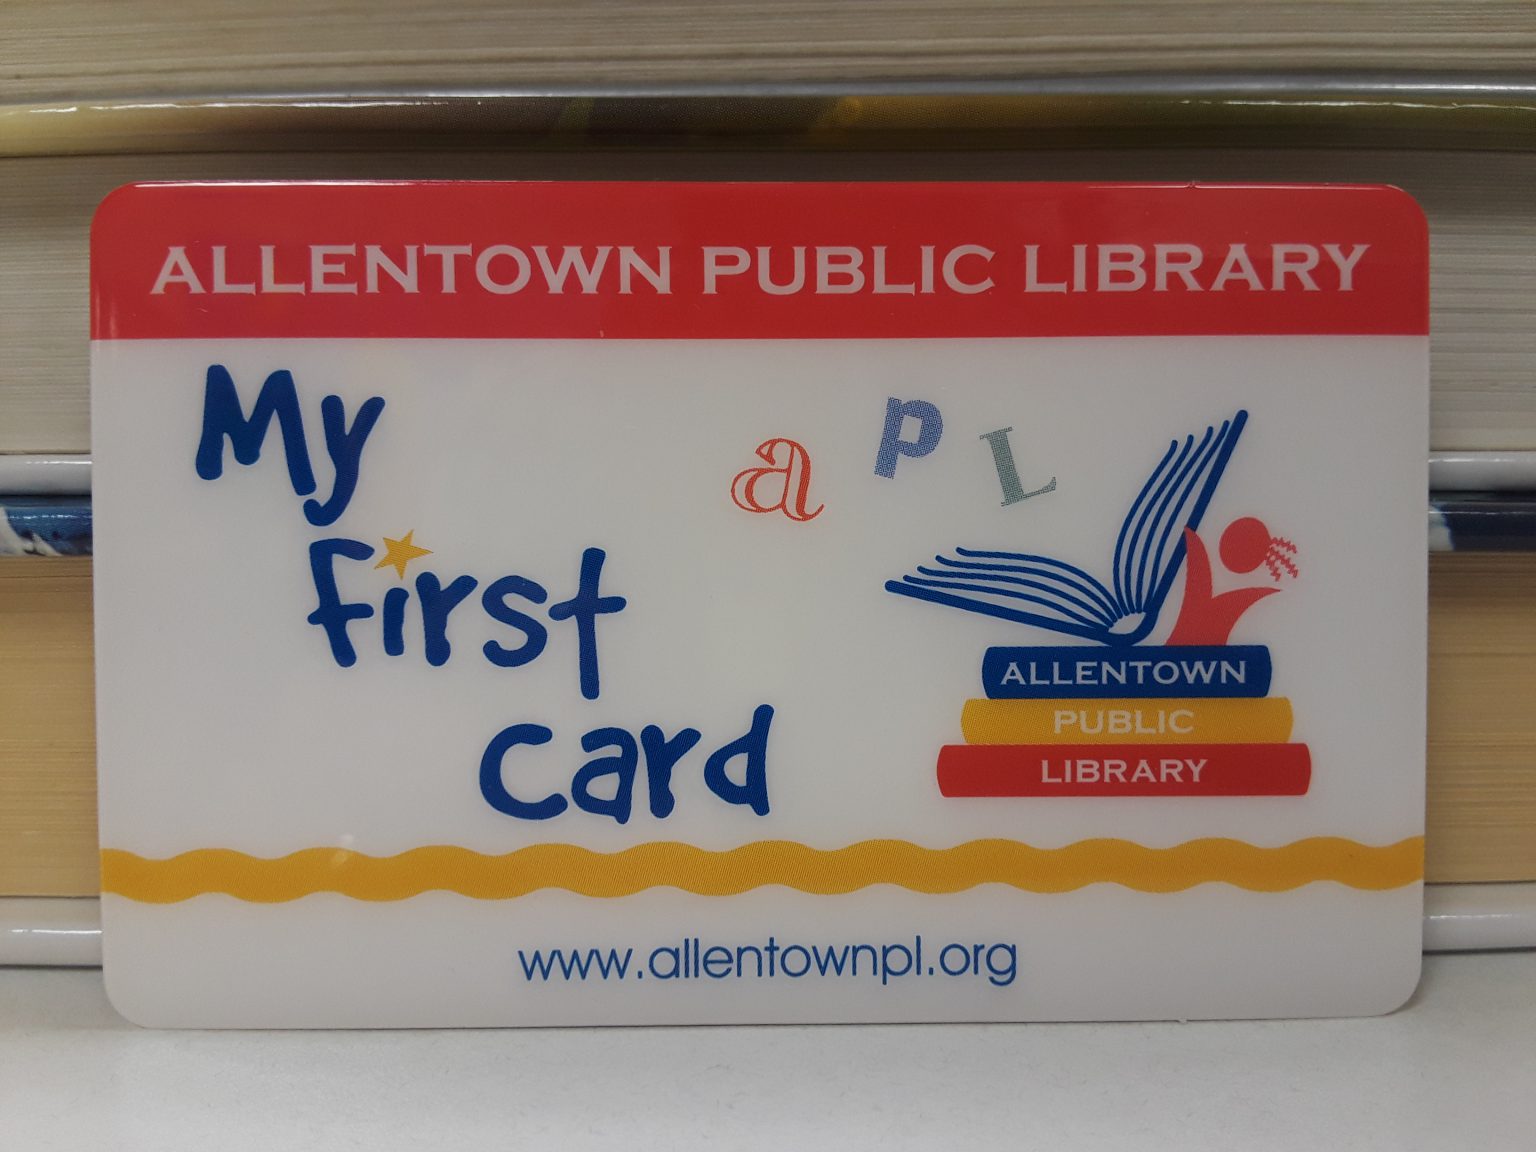 ALLENTOWN PUBLIC LIBRARY
My
first
card
a p L
ALLENTOWN
PUBLIC
LIBRARY
www.allentownpl.org